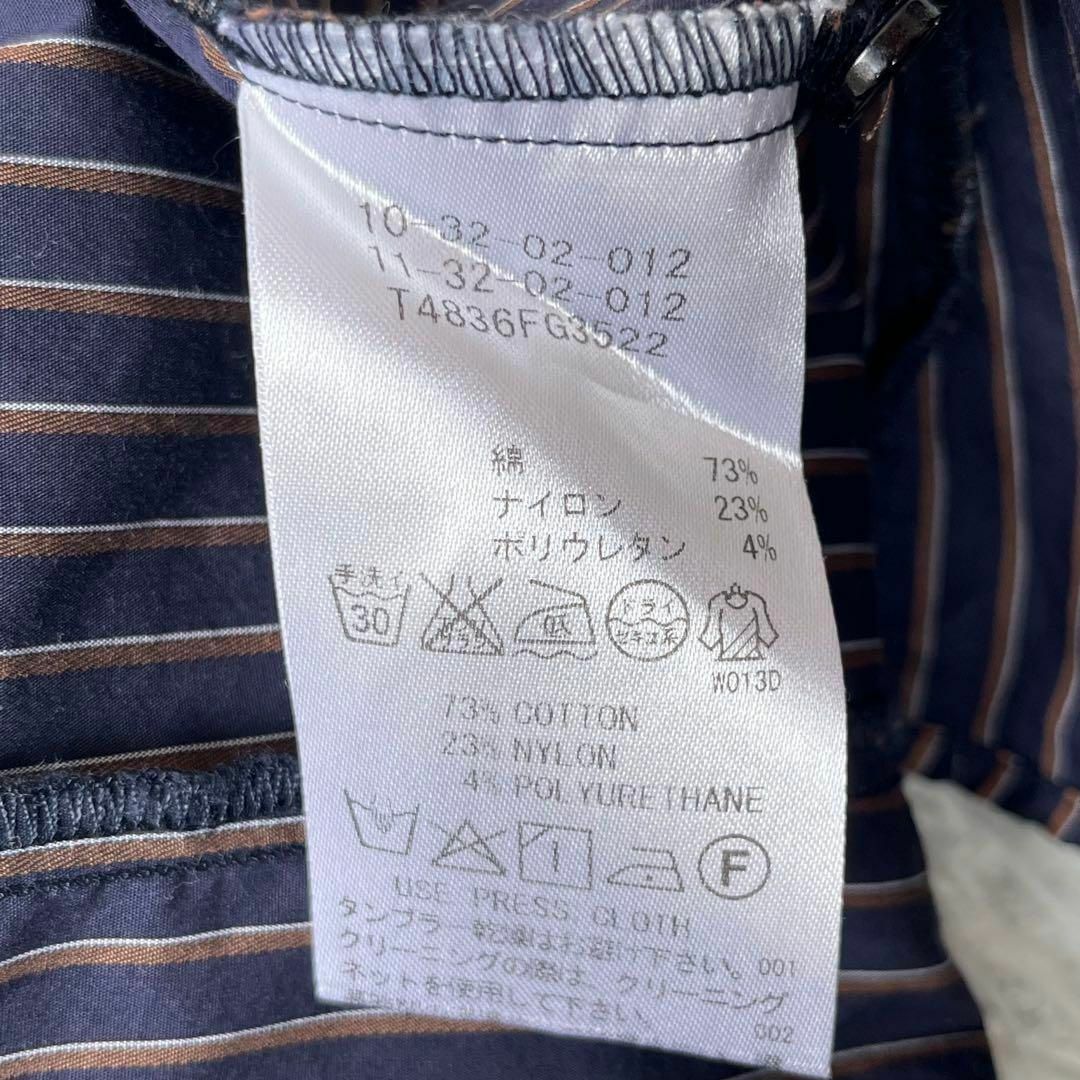 10-32-02-012
11-32-02-012
T4836FG3522
綿 73%
ナイロン 23%
ポリウレタン 4%
手洗イ
30
低
ドライ
セキユ系
W013D
73% COTTON
23% NYLON
4% POLYURETHANE
F
USE PRESS CLOTH
タンブラー乾燥はお避け下さい。 001
クリーニングの際は クリーニング
ネットを使用して下さい。
002